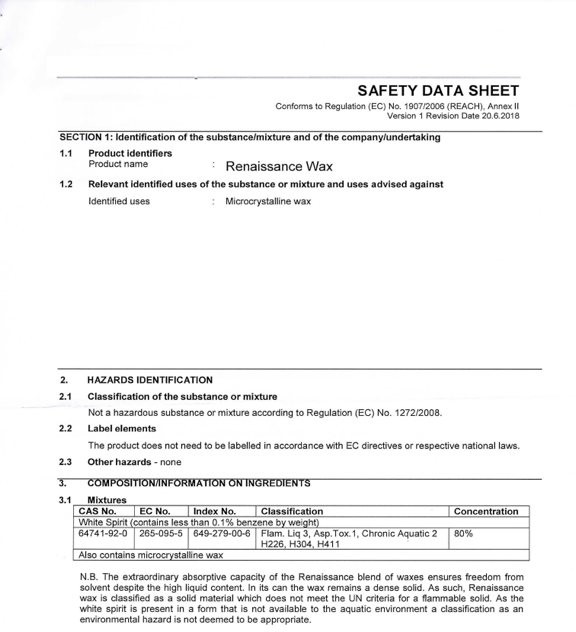 SAFETY DATA SHEET
Conforms to Regulation (EC) No. 1907/2006 (REACH), Annex II
Version 1 Revision Date 20.6.2018
SECTION 1: Identification of the substance/mixture and of the company/undertaking
1.1 Product identifiers
Product name : Renaissance Wax
1.2 Relevant identified uses of the substance or mixture and uses advised against
Identified uses : Microcrystalline wax
2. HAZARDS IDENTIFICATION
2.1 Classification of the substance or mixture
Not a hazardous substance or mixture according to Regulation (EC) No. 1272/2008.
2.2 Label elements
The product does not need to be labelled in accordance with EC directives or respective national laws.
2.3 Other hazards - none
3. COMPOSITION/INFORMATION ON INGREDIENTS
3.1 Mixtures
CAS No. EC No. Index No. Classification Concentration
White Spirit (contains less than 0.1% benzene by weight)
64741-92-0 265-095-5 649-279-00-6 Flam. Liq 3, Asp.Tox.1, Chronic Aquatic 2 80%
H226, H304, H411
Also contains microcrystalline wax
N.B. The extraordinary absorptive capacity of the Renaissance blend of waxes ensures freedom from
solvent despite the high liquid content. In its can the wax remains a dense solid. As such, Renaissance
wax is classified as a solid material which does not meet the UN criteria for a flammable solid. As the
white spirit is present in a form that is not available to the aquatic environment a classification as an
environmental hazard is not deemed to be appropriate.